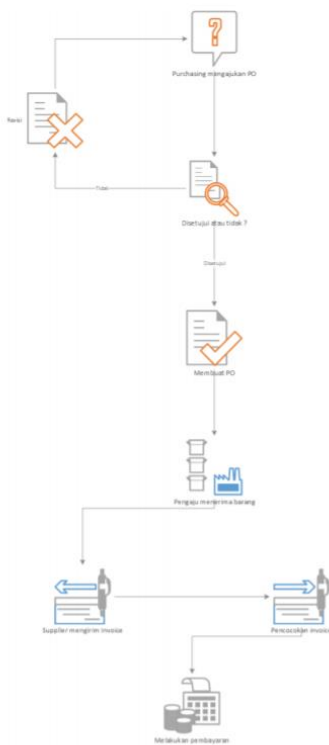 Purchasing mengajukan PO
Revisi
Tidak
Disetujui atau tidak ?
Disetujui
Membuat PO
Pengaju menerima barang
Supplier mengirim invoice
Pencocokan invoice
Melakukan pembayaran